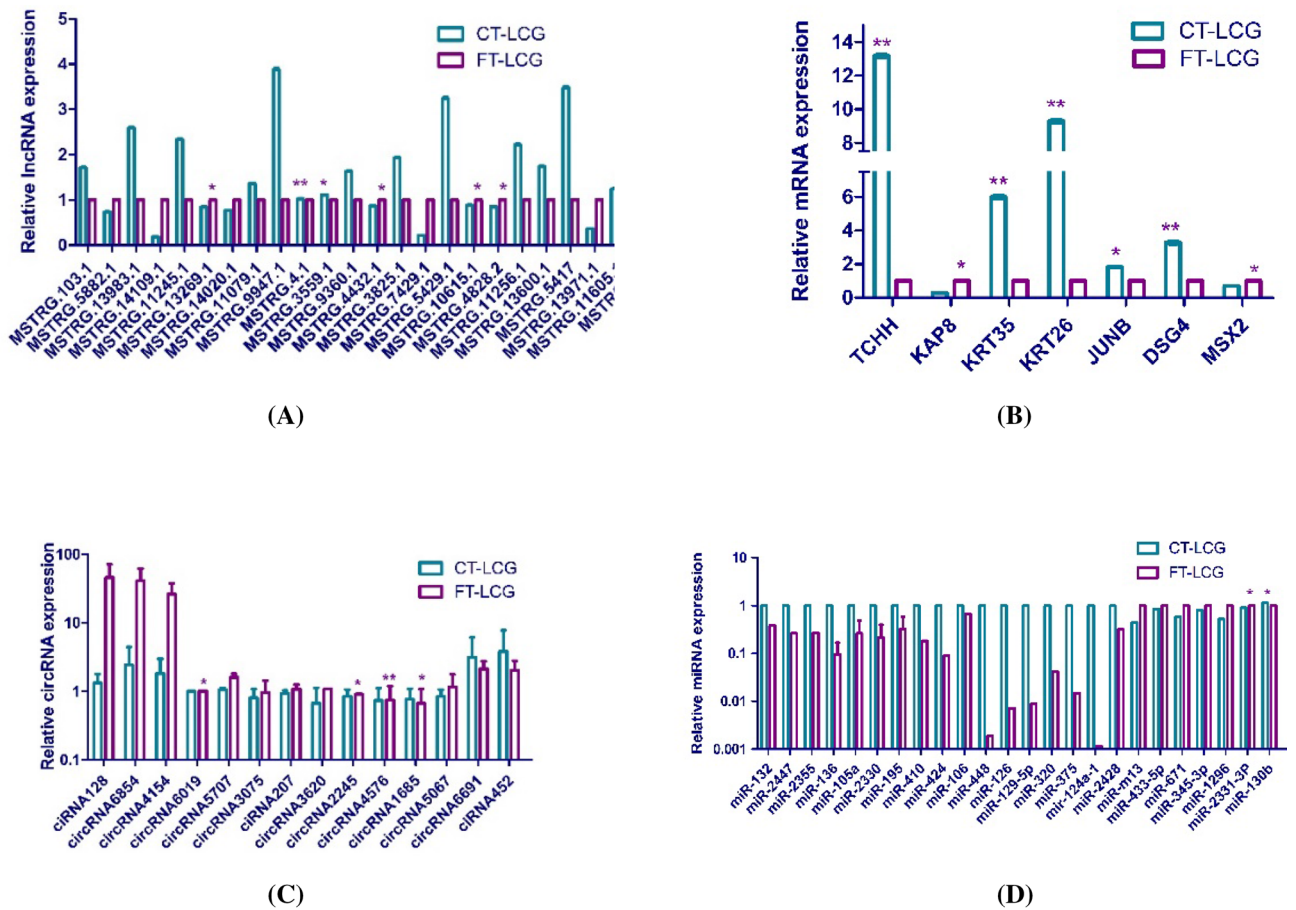 Relative lncRNA expression
5
4
3
2
1
0
CT-LCG
FT-LCG
** * * * * *
MSTRG.103.1
MSTRG.5882.1
MSTRG.3983.1
MSTRG.14109.1
MSTRG.11245.1
MSTRG.13269.1
MSTRG.14020.1
MSTRG.11079.1
MSTRG.9947.1
MSTRG.4.1
MSTRG.3559.1
MSTRG.9360.1
MSTRG.4432.1
MSTRG.3825.1
MSTRG.7429.1
MSTRG.5429.1
MSTRG.10615.1
MSTRG.4828.2
MSTRG.11256.1
MSTRG.13600.1
MSTRG.5417
MSTRG.13971.1
MSTRG.11605.
(A)
Relative mRNA expression
14
12
10
8
6
4
2
0
CT-LCG
FT-LCG
** * ** ** * ** *
TCHH
KAP8
KRT35
KRT26
JUNB
DSG4
MSX2
(B)
Relative circRNA expression
100
10
1
0.1
CT-LCG
FT-LCG
* * ** *
ciRNA128
circRNA6854
circRNA4154
circRNA6019
circRNA5707
circRNA3075
ciRNA207
circRNA3620
circRNA2245
circRNA4576
circRNA1685
circRNA5067
circRNA6691
ciRNA452
(C)
Relative miRNA expression
10
1
0.1
0.01
0.001
CT-LCG
FT-LCG
* *
miR-132
miR-2447
miR-2355
miR-136
miR-105a
miR-2330
miR-195
miR-410
miR-424
miR-106
miR-448
miR-126
miR-129-5p
miR-320
miR-375
miR-124a-1
miR-2428
miR-m13
miR-433-5p
miR-671
miR-345-3p
miR-1296
miR-2331-3P
miR-130b
(D)